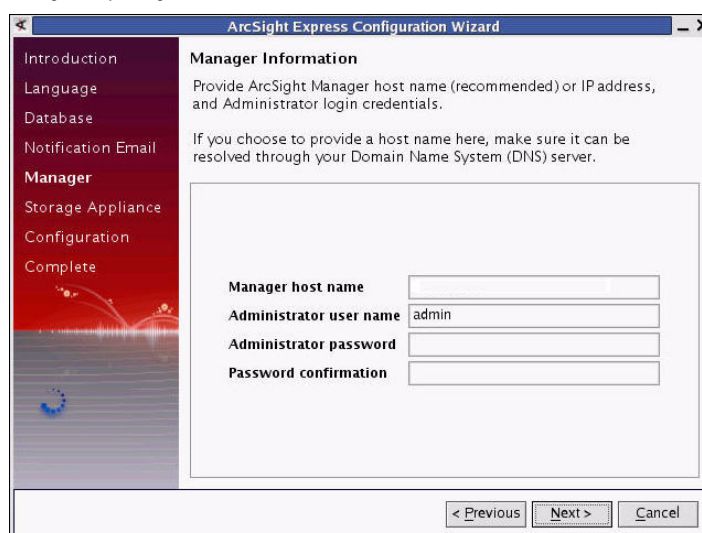 ArcSight Express Configuration Wizard
Introduction
Language
Database
Notification Email
Manager
Storage Appliance
Configuration
Complete
Manager Information
Provide ArcSight Manager host name (recommended) or IP address,
and Administrator login credentials.
If you choose to provide a host name here, make sure it can be
resolved through your Domain Name System (DNS) server.
Manager host name
Administrator user name admin
Administrator password
Password confirmation
< Previous Next > Cancel